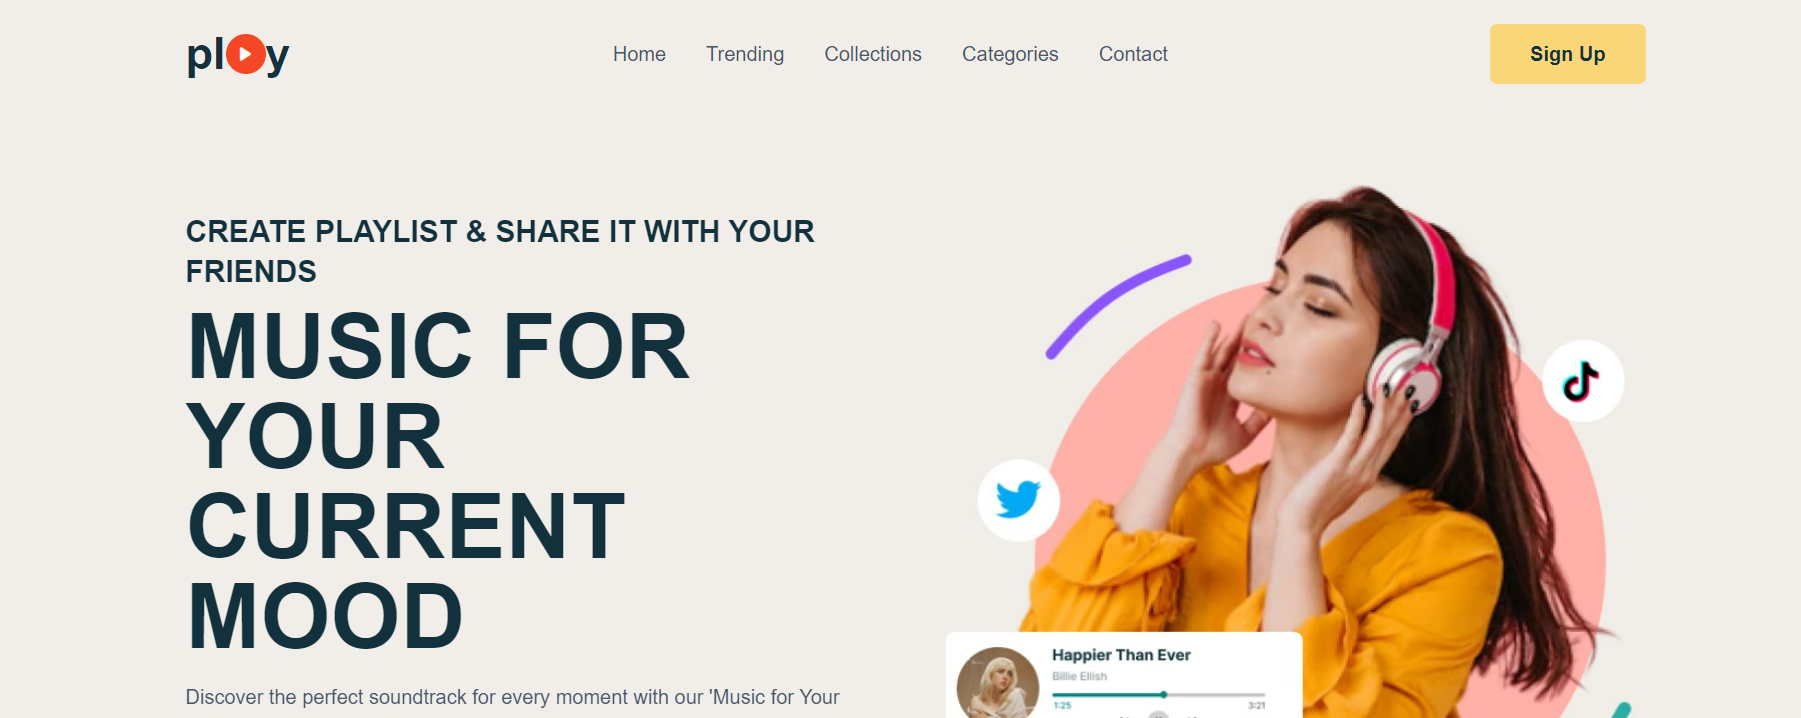 play
Home Trending Collections Categories Contact
Sign Up
CREATE PLAYLIST & SHARE IT WITH YOUR
FRIENDS
MUSIC FOR
YOUR
CURRENT
MOOD
Discover the perfect soundtrack for every moment with our 'Music for Your
Happier Than Ever
Billie Ellish
1:25 3:21